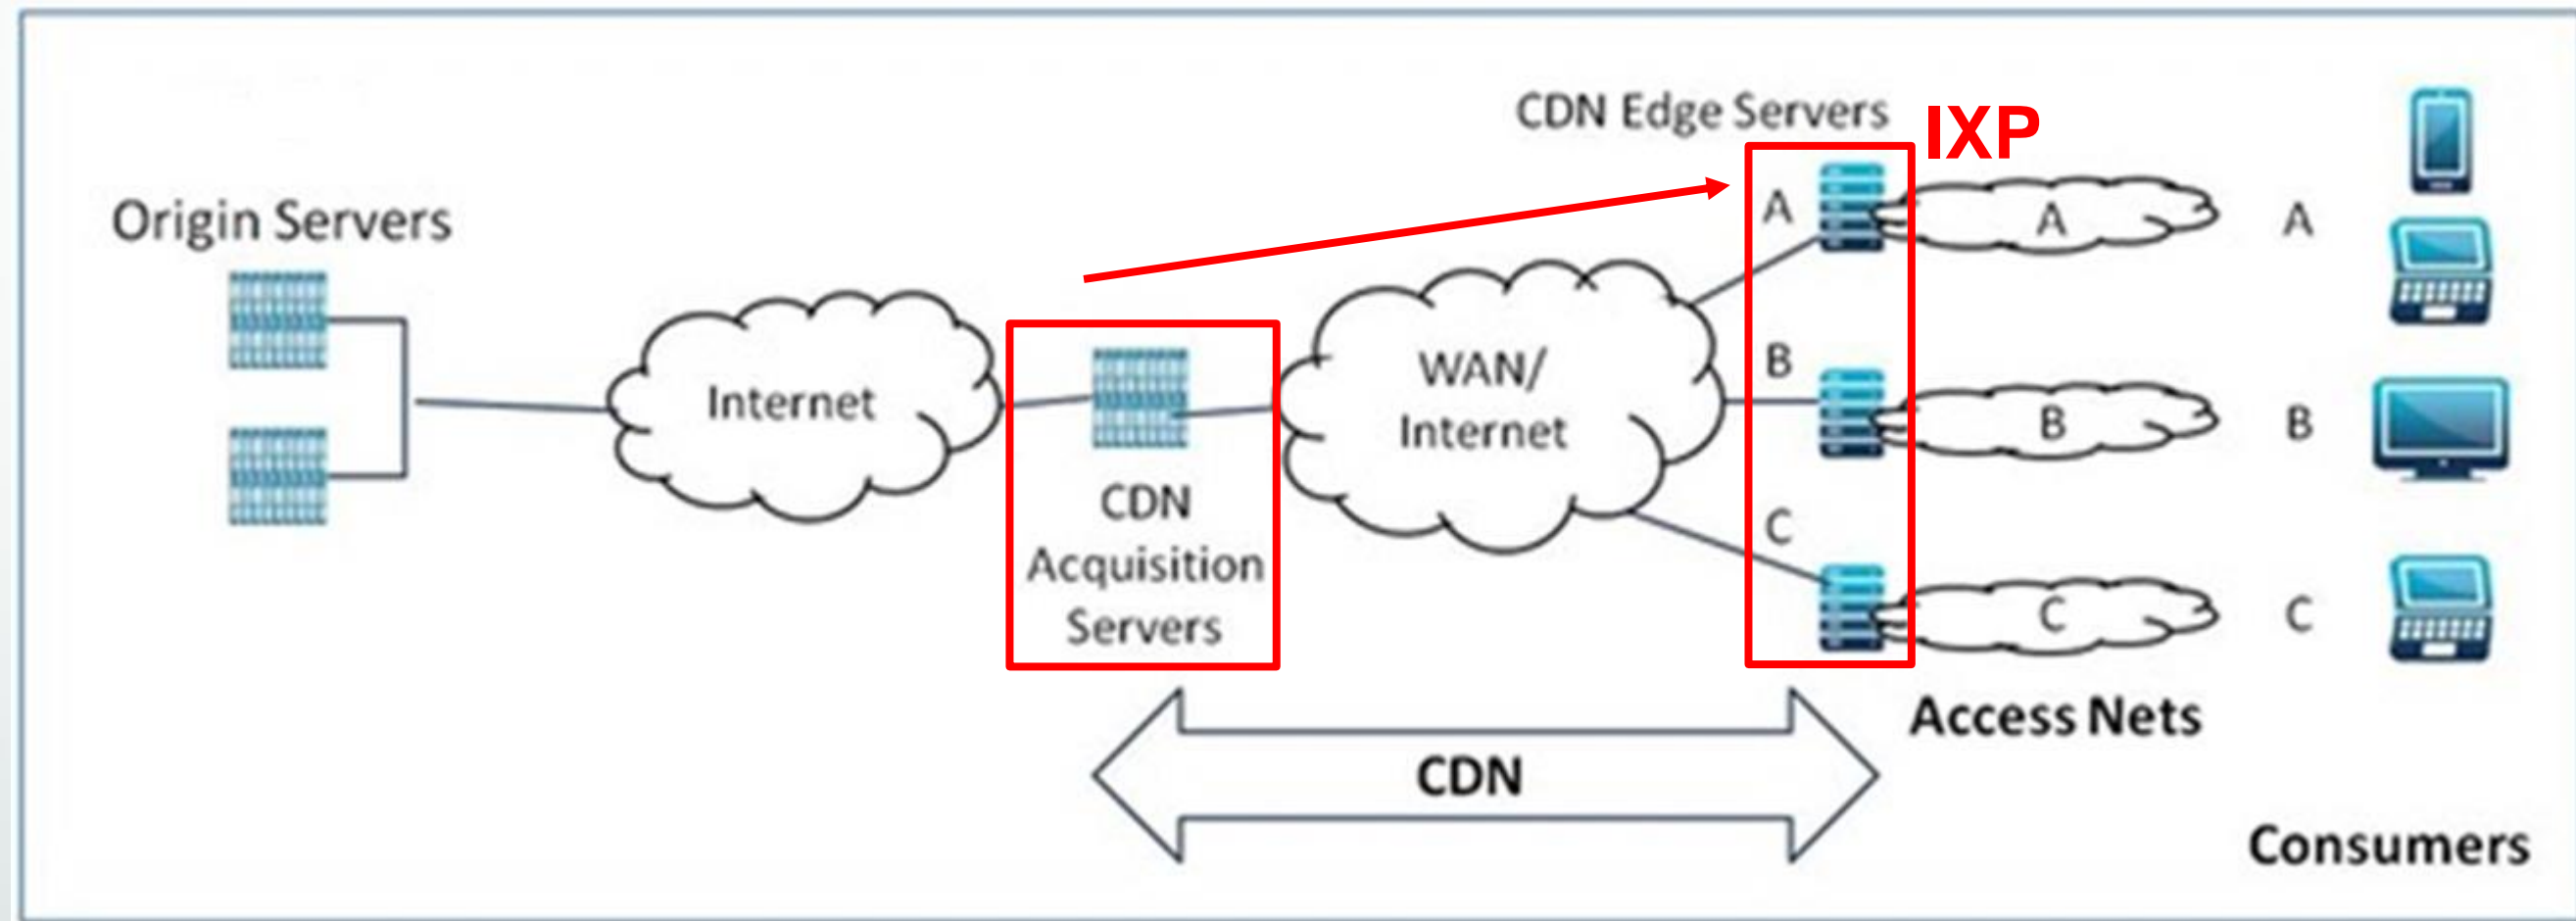 CDN Edge Servers
IXP
Origin Servers
A
A
A
Internet
CDN
Acquisition
Servers
WAN/
Internet
B
B
B
C
C
C
Access Nets
CDN
Consumers